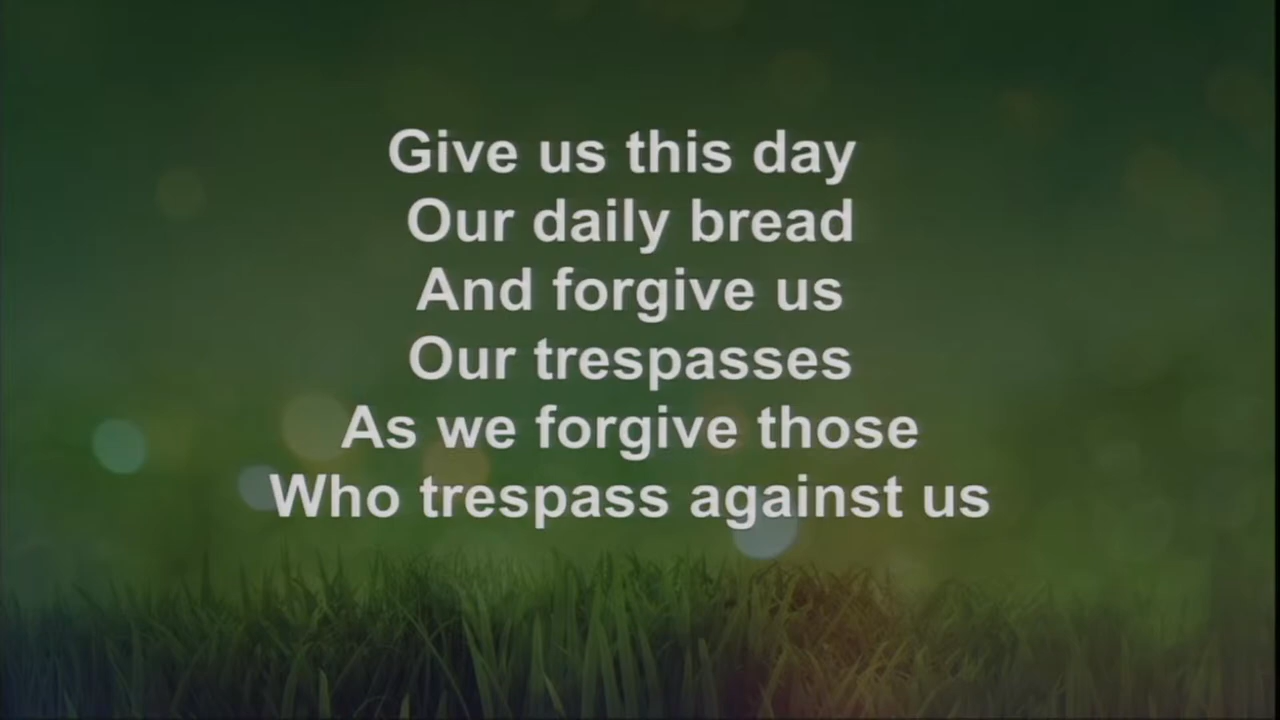 Give us this day
Our daily bread
And forgive us
Our trespasses
As we forgive those
Who trespass against us